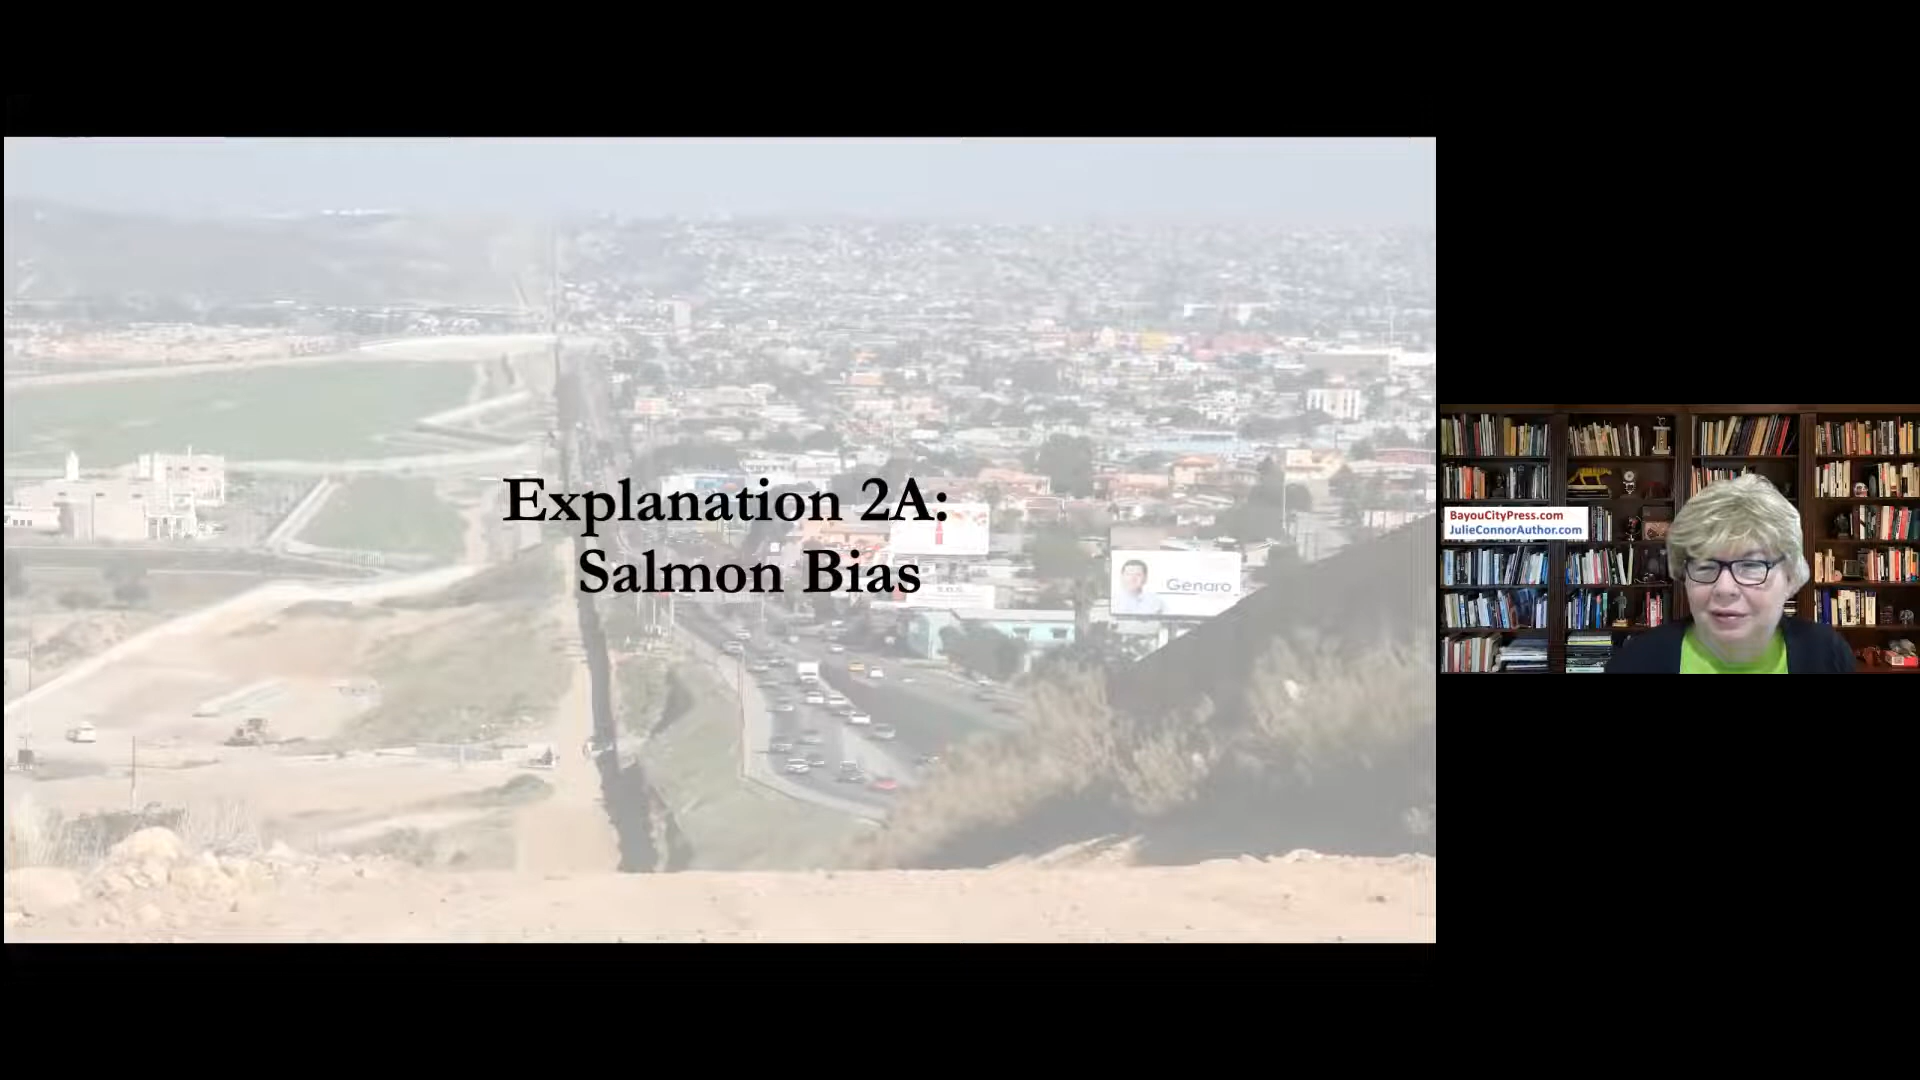 Explanation 2A:
Salmon Bias
Genaro
BayouCityPress.com
JulieConnorAuthor.com